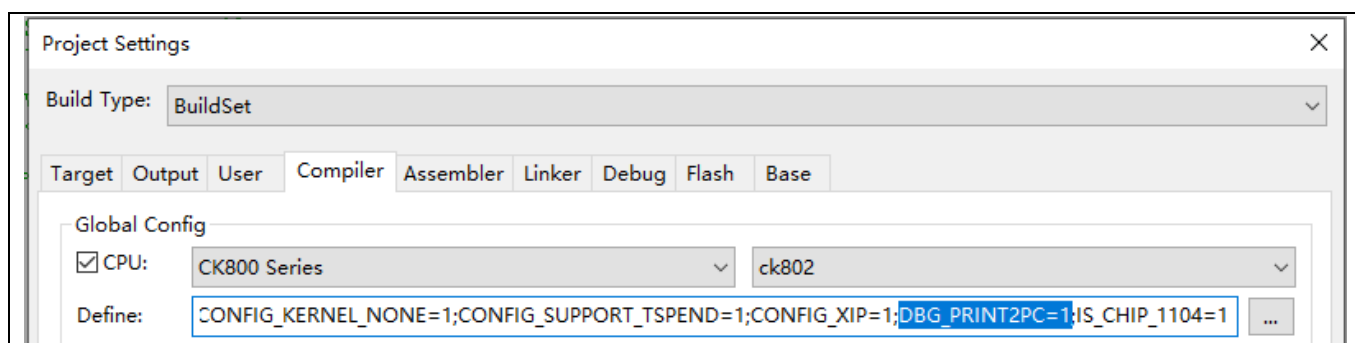 Project Settings
Build Type: BuildSet
Target Output User Compiler Assembler Linker Debug Flash Base
Global Config
CPU: CK800 Series ck802
Define: CONFIG_KERNEL_NONE=1;CONFIG_SUPPORT_TSPEND=1;CONFIG_XIP=1;DBG_PRINT2PC=1;IS_CHIP_1104=1 ...